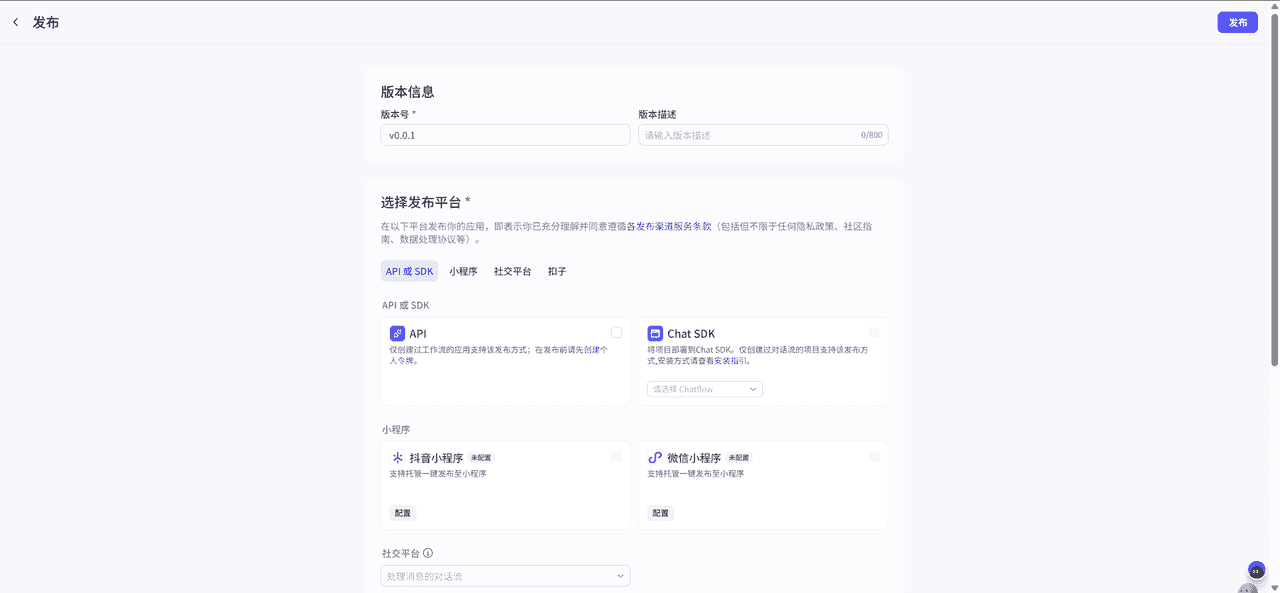 发布
发布
版本信息
版本号 *
版本描述
v0.0.1
请输入版本描述
0/800
选择发布平台 *
在以下平台发布你的应用，即表示你已充分理解并同意遵循各发布渠道服务条款（包括但不限于任何隐私政策、社区指
南、数据处理协议等）。
API 或 SDK
小程序
社交平台
扣子
API 或 SDK
API
仅创建过工作流的应用支持该发布方式；在发布前请先创建个
人令牌。
Chat SDK
将项目部署到Chat SDK。仅创建过对话流的项目支持该发布方
式,安装方式请查看安装指引。
请选择 Chatflow
小程序
抖音小程序 未配置
支持托管一键发布至小程序
配置
微信小程序 未配置
支持托管一键发布至小程序
配置
社交平台
处理消息的对话流